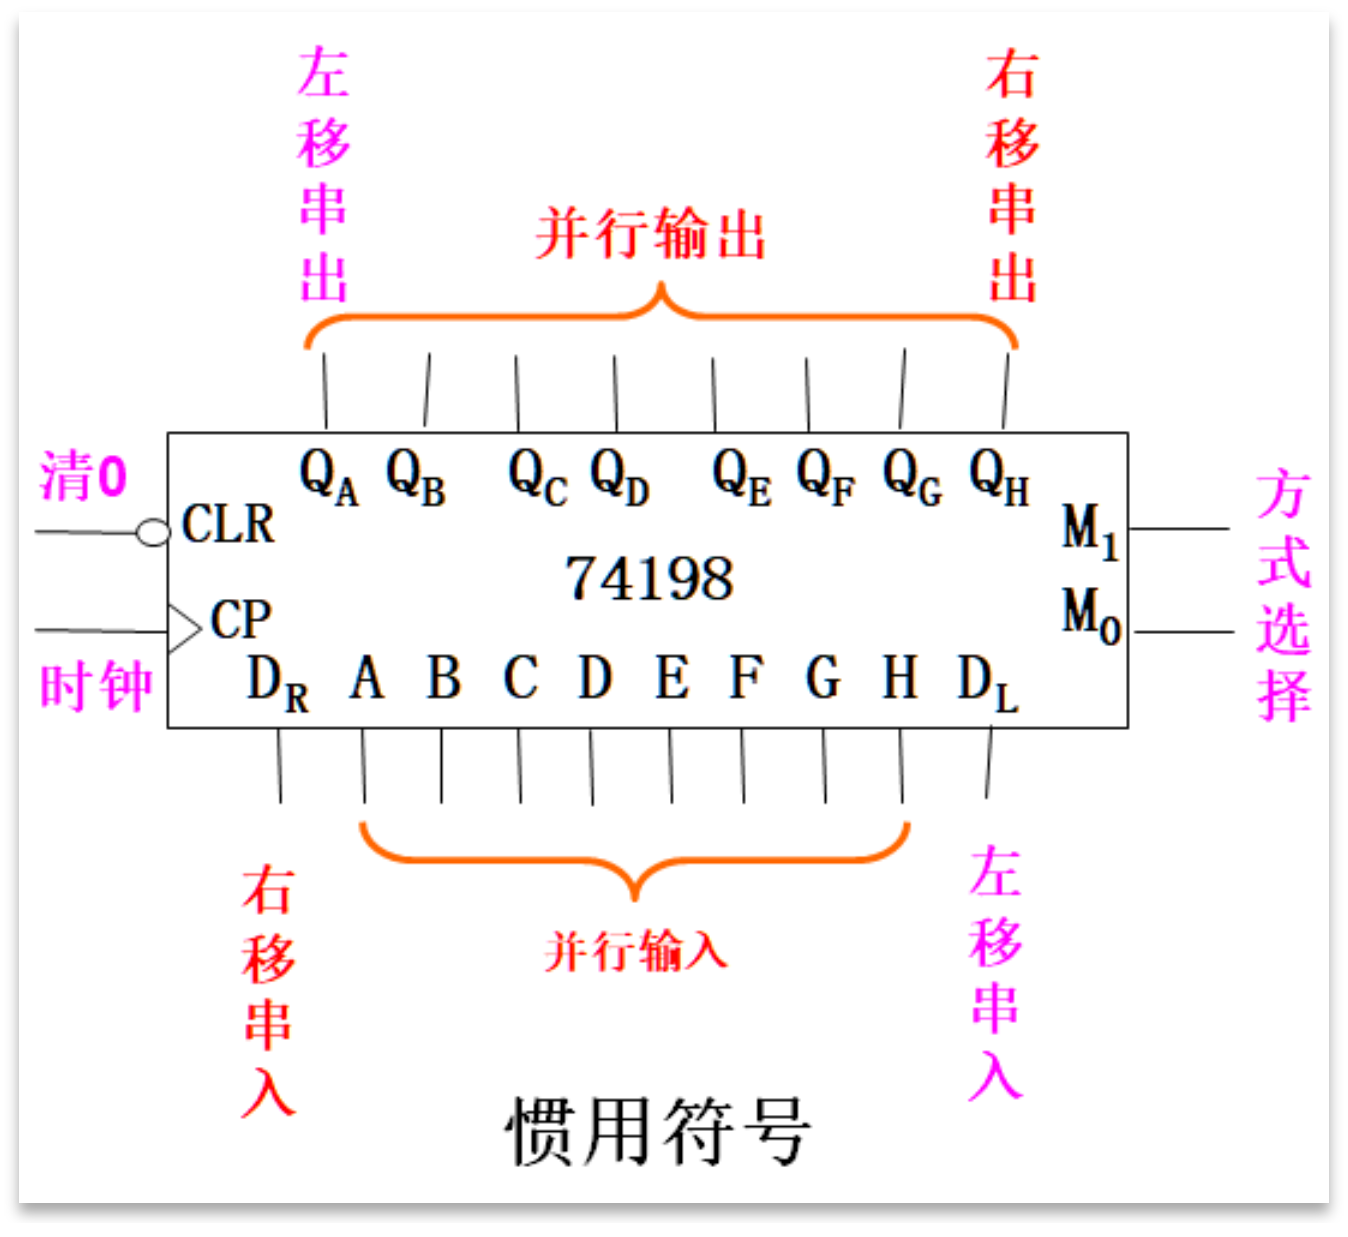 左移串出
右移串出
并行输出
清0
CLR
Q_A Q_B Q_C Q_D Q_E Q_F Q_G Q_H
M_1
方式选择
74198
CP
M_0
时钟
D_R A B C D E F G H D_L
右移串入
并行输入
左移串入
惯用符号